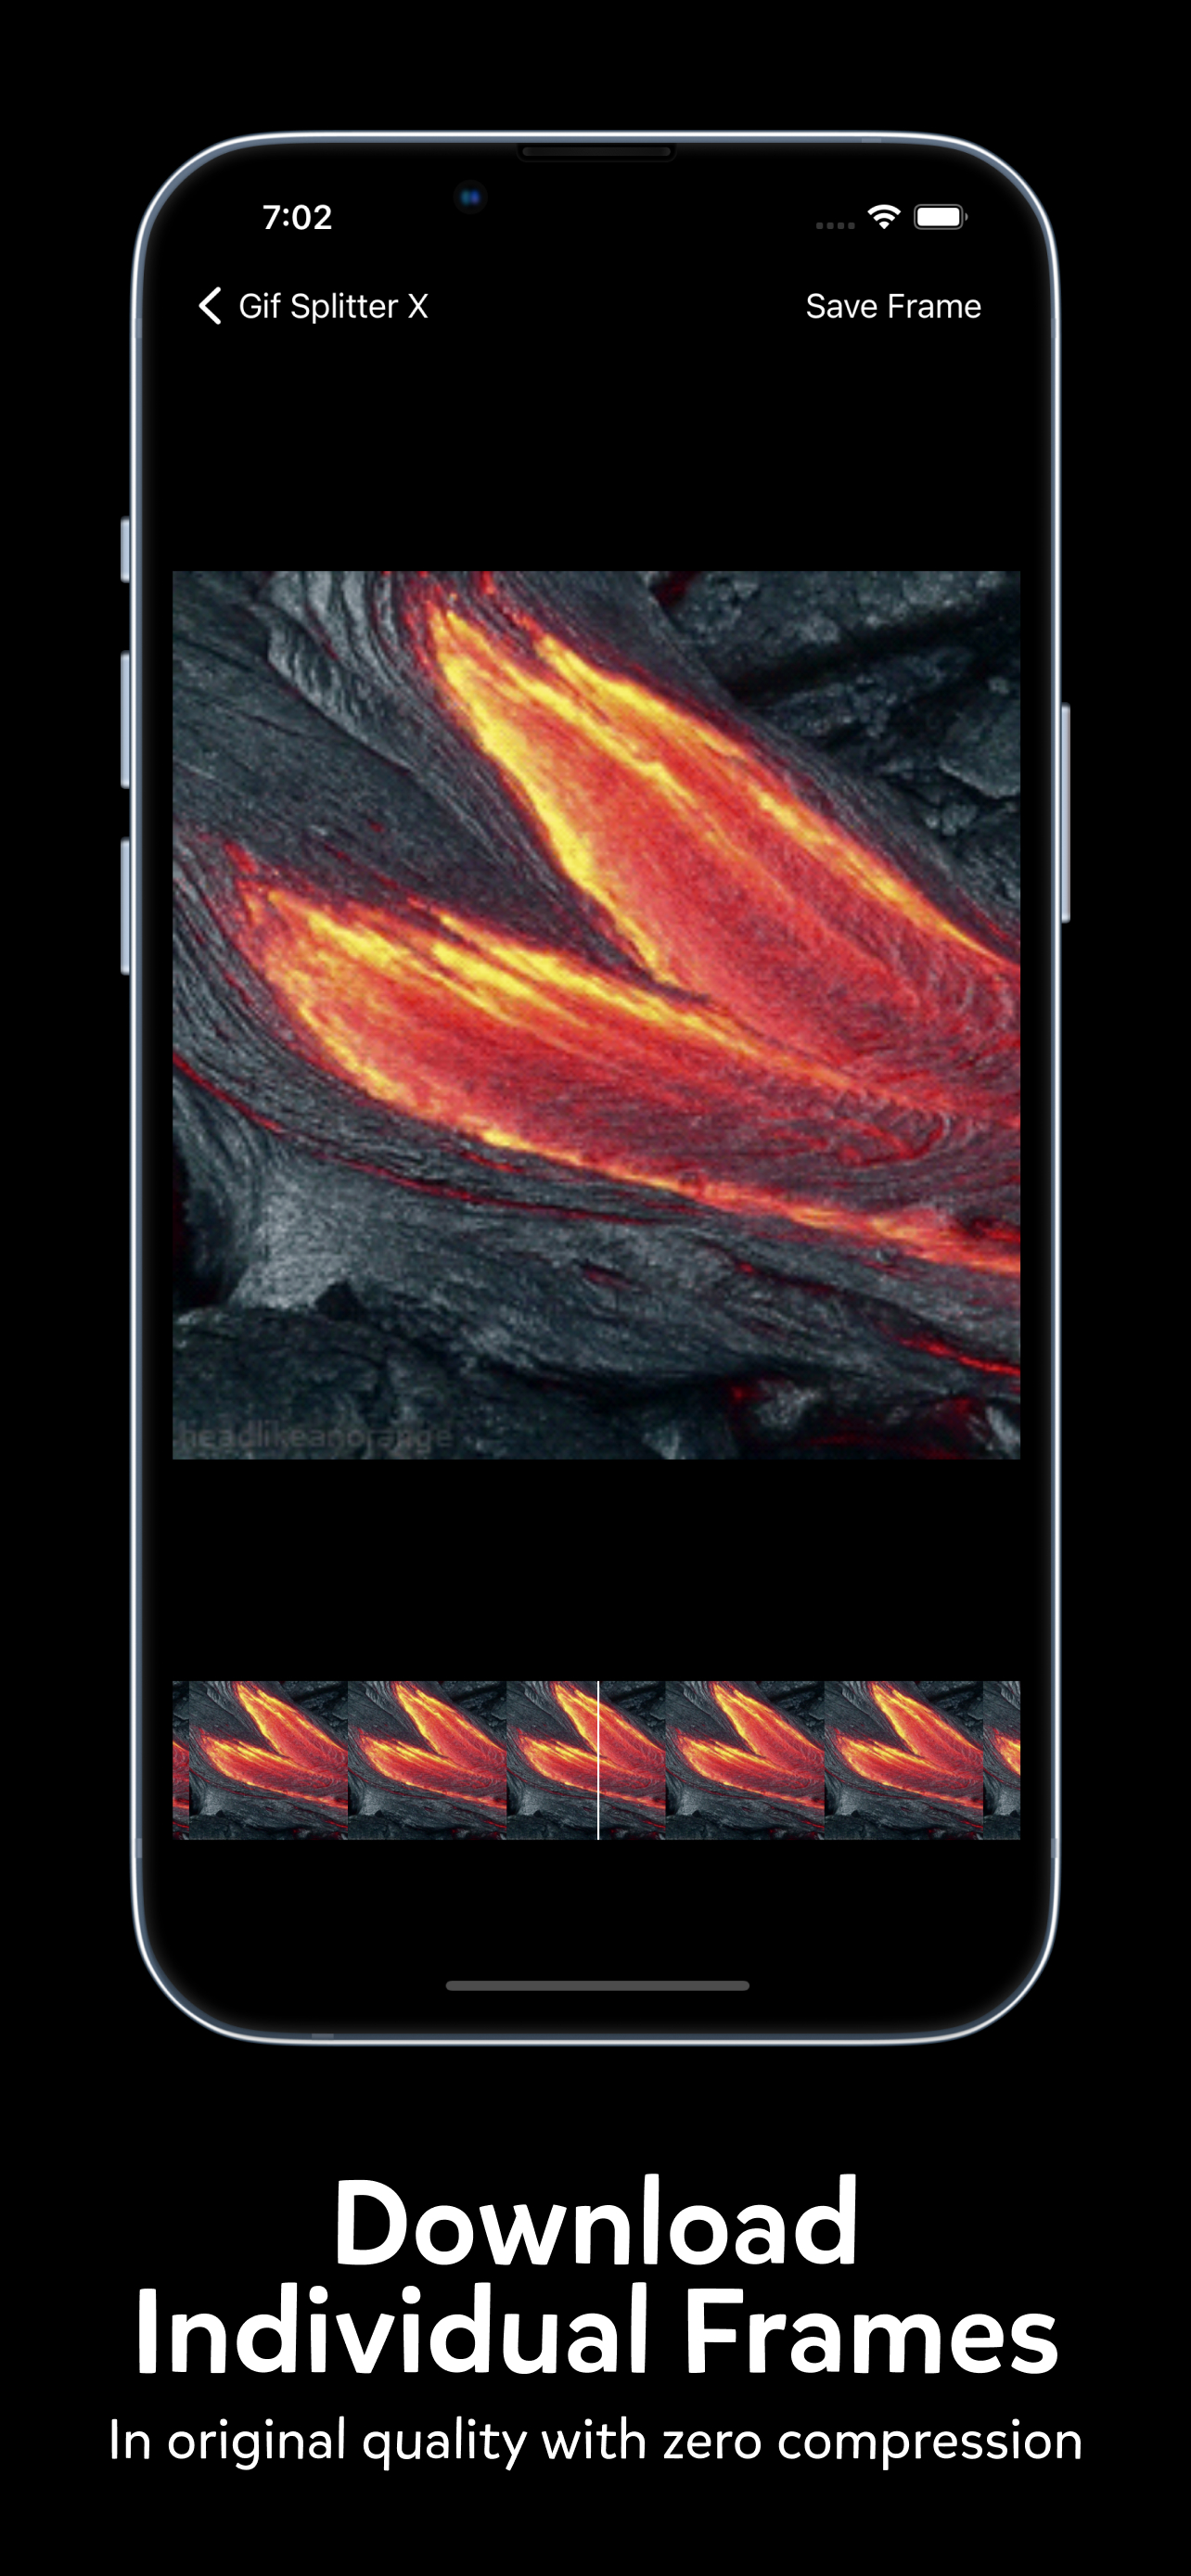 7:02
Gif Splitter X
Save Frame
headlikeanorange
Download
Individual Frames
In original quality with zero compression